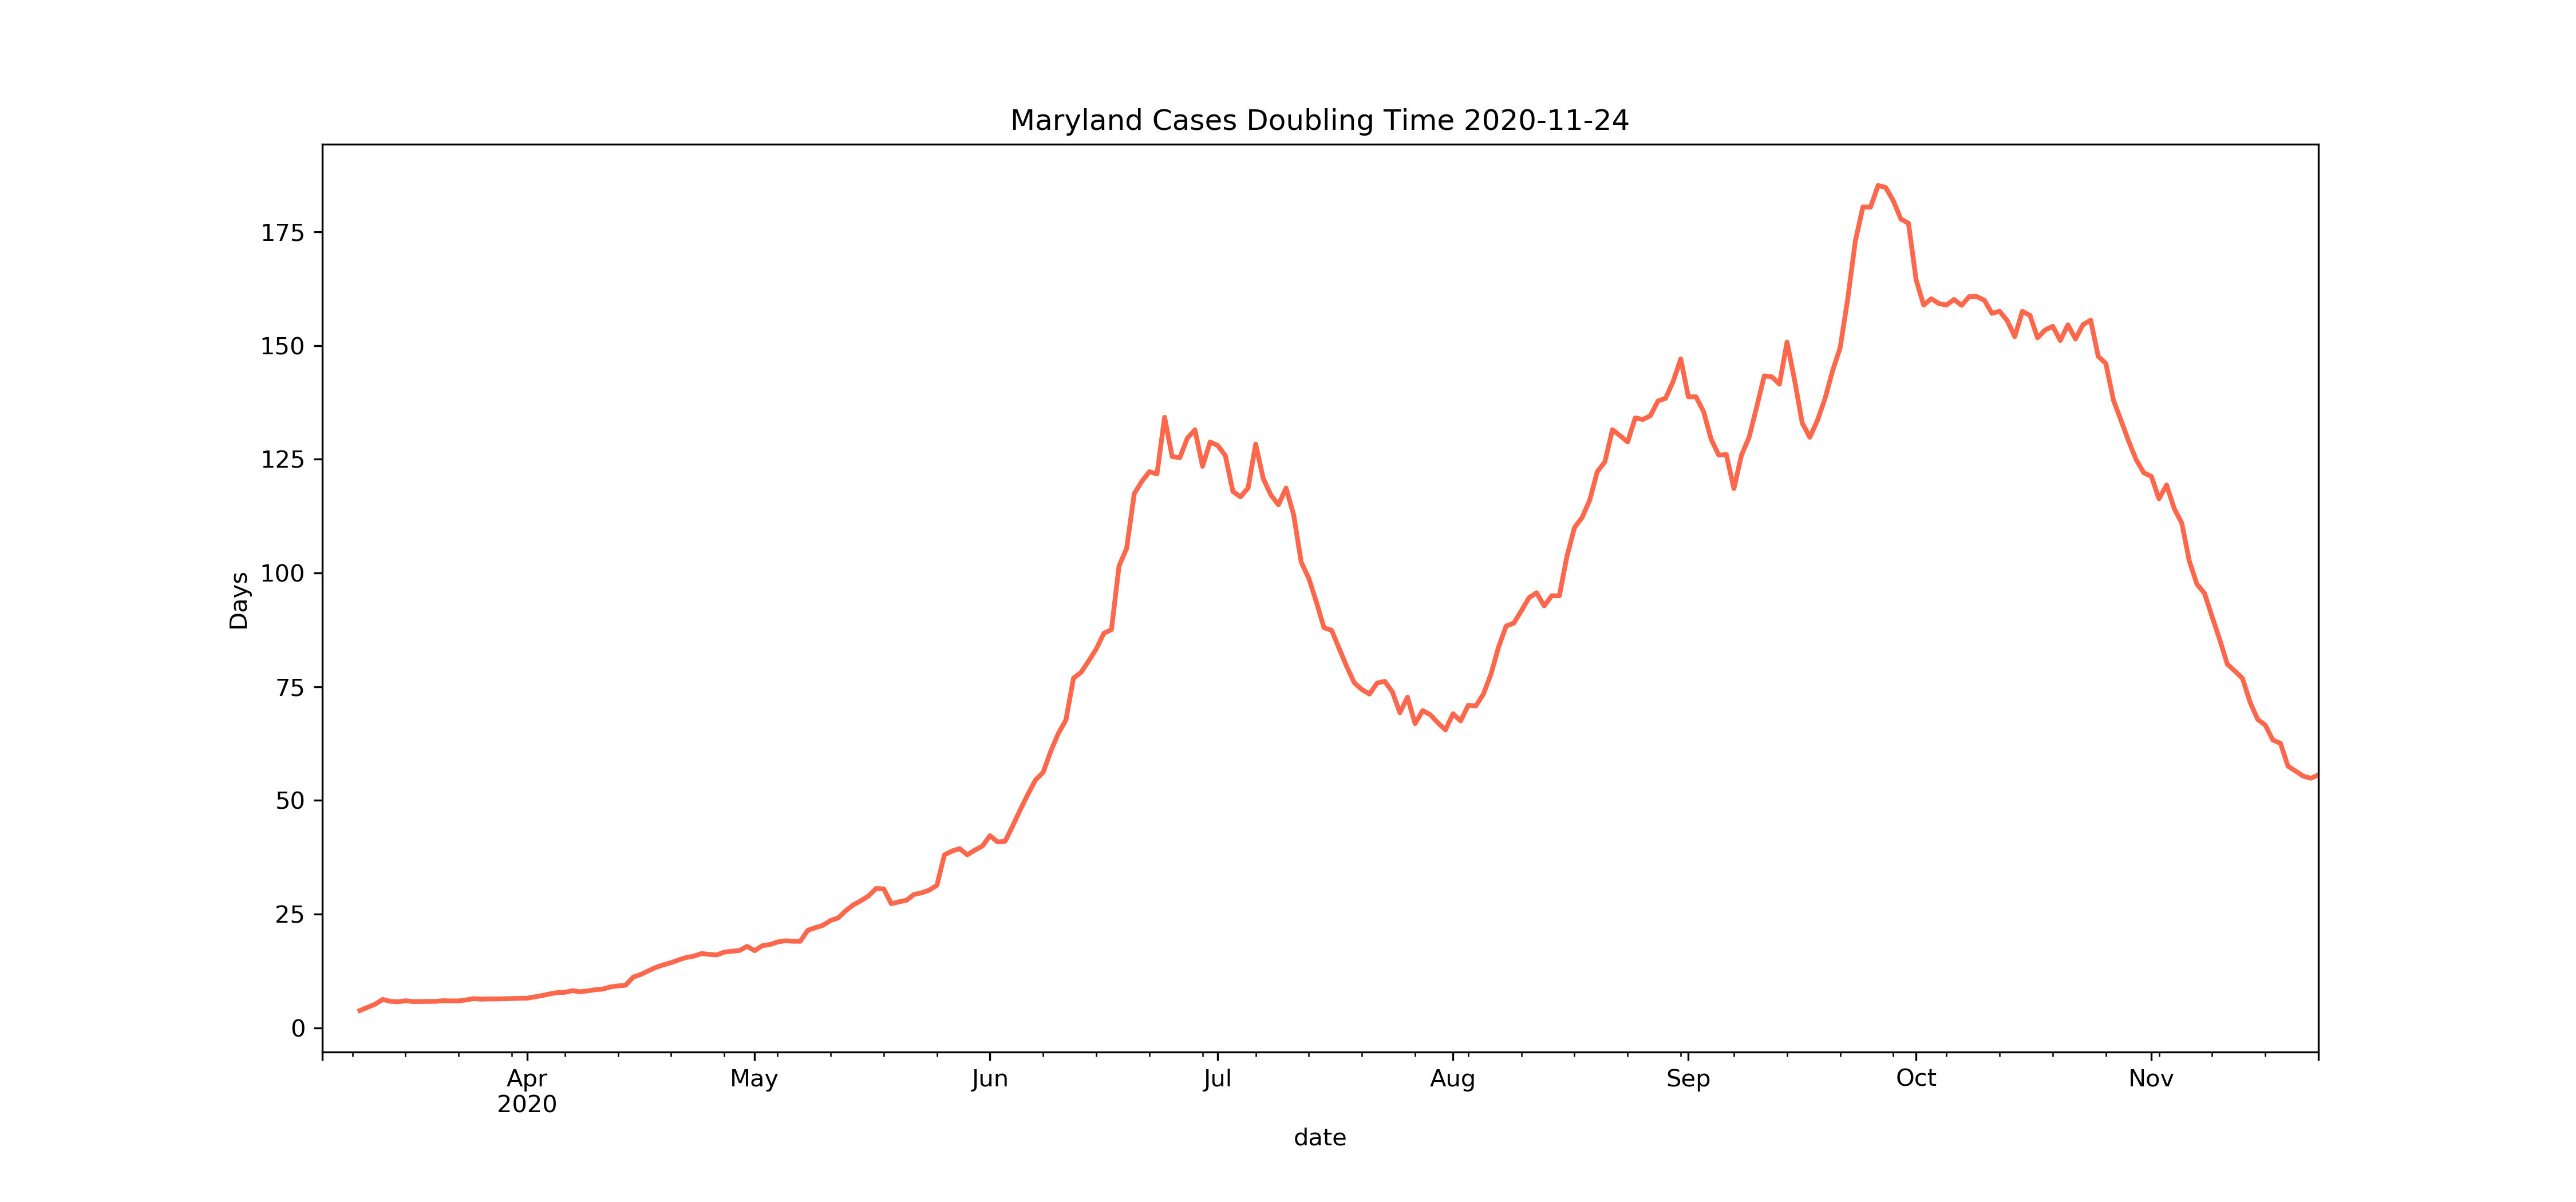 Maryland Cases Doubling Time 2020-11-24
175
150
125
100
75
50
25
0
Days
Apr May Jun Jul Aug Sep Oct Nov
2020
date